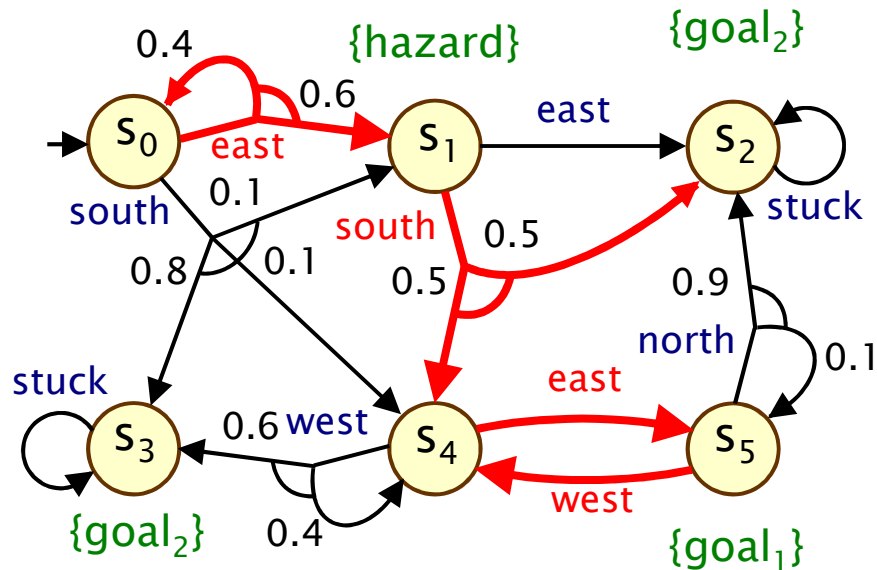 0.4
{hazard}
{goal₂}
0.6
s₀
east
s₁
east
s₂
south
0.1
south
0.5
stuck
0.8
0.1
0.5
0.9
north
0.1
stuck
east
0.6
west
s₃
s₄
s₅
west
0.4
{goal₂}
{goal₁}